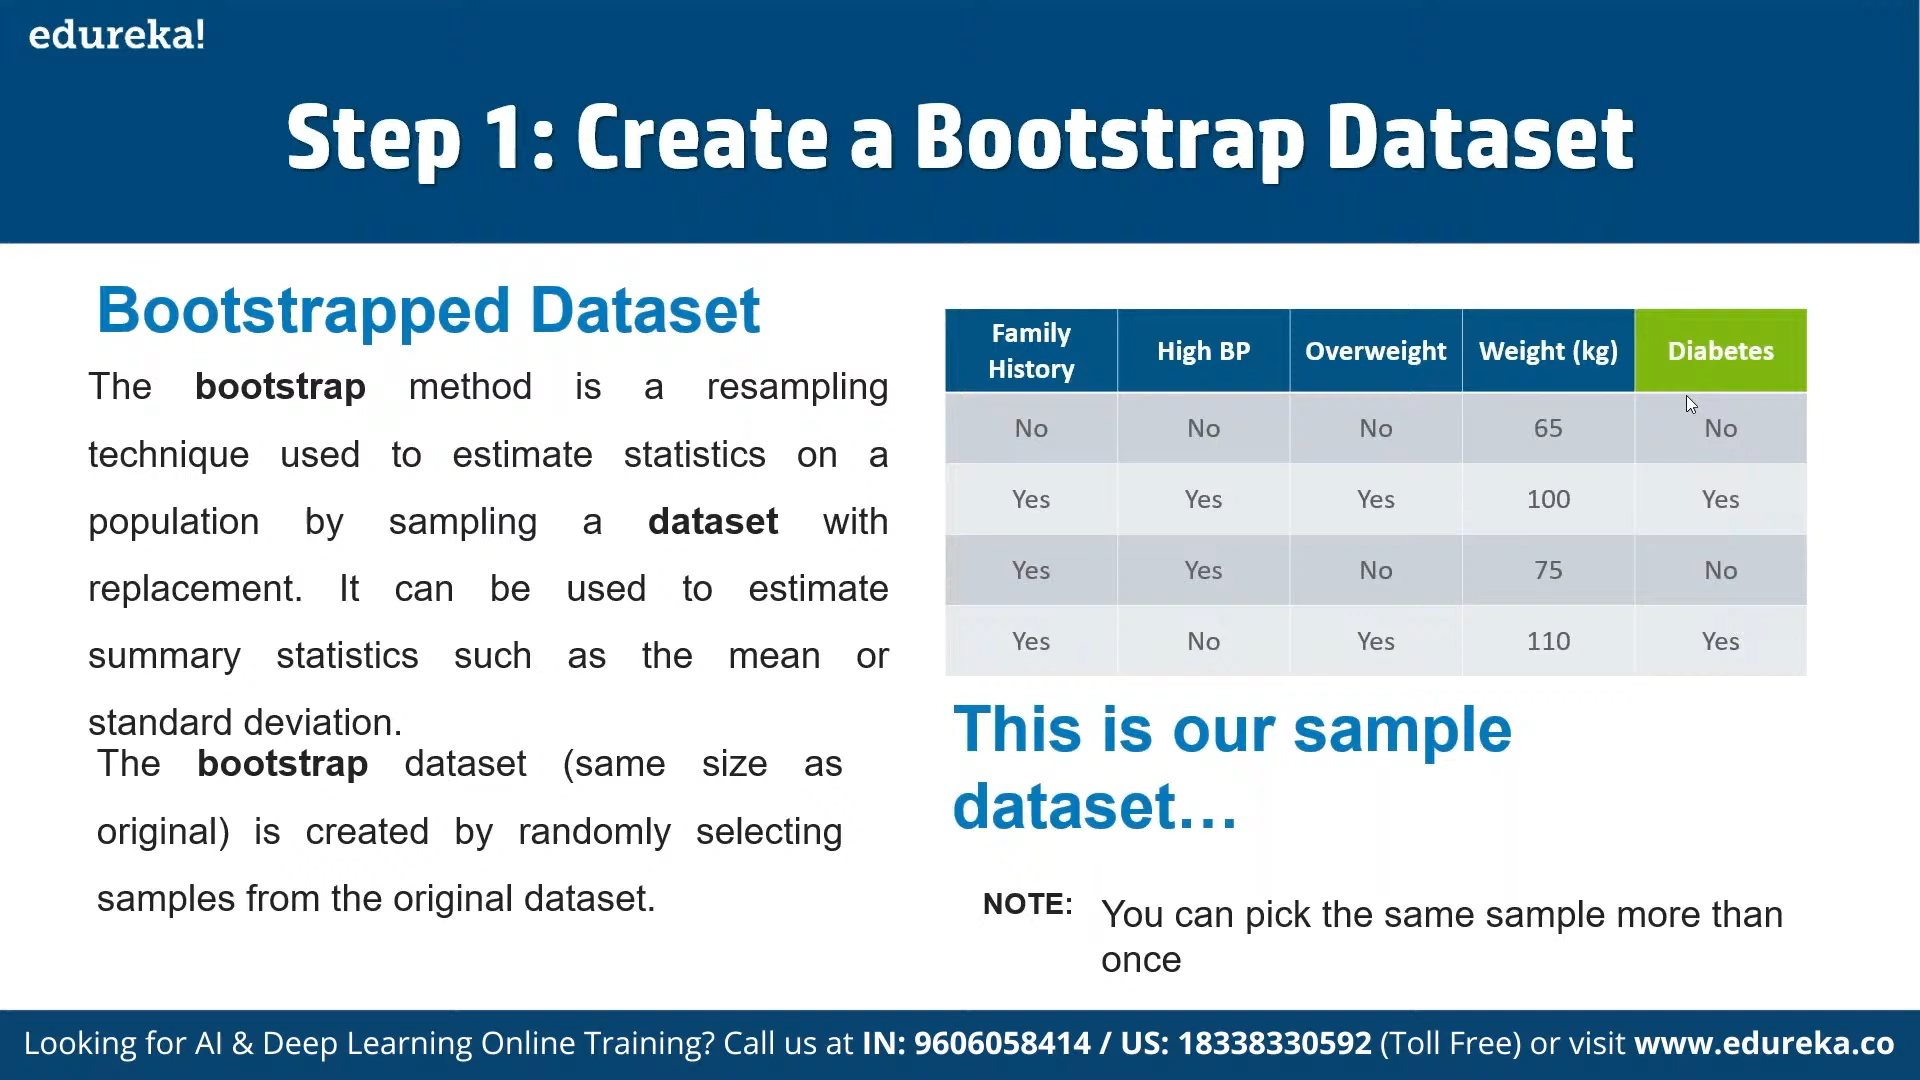 edureka!
Step 1: Create a Bootstrap Dataset
Bootstrapped Dataset
The bootstrap method is a resampling
technique used to estimate statistics on a
population by sampling a dataset with
replacement. It can be used to estimate
summary statistics such as the mean or
standard deviation.
The bootstrap dataset (same size as
original) is created by randomly selecting
samples from the original dataset.
Family History High BP Overweight Weight (kg) Diabetes
No No No 65 No
Yes Yes Yes 100 Yes
Yes Yes No 75 No
Yes No Yes 110 Yes
This is our sample
dataset…
NOTE: You can pick the same sample more than
once
Looking for AI & Deep Learning Online Training? Call us at IN: 9606058414 / US: 18338330592 (Toll Free) or visit www.edureka.co